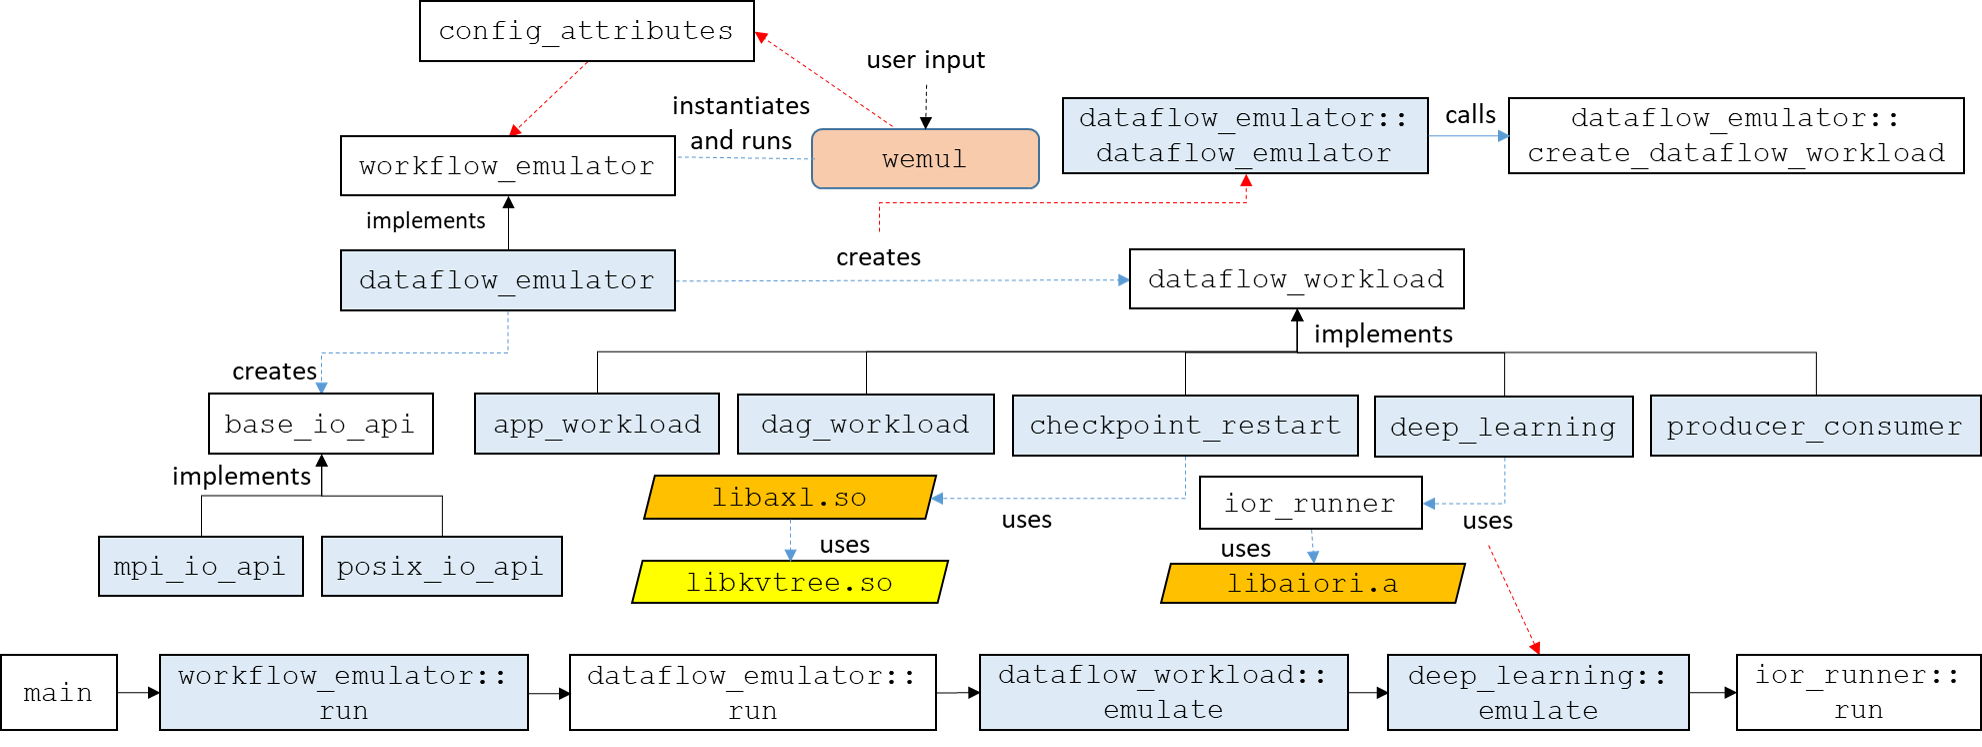 config_attributes
user input
instantiates
and runs
wemul
workflow_emulator
dataflow_emulator::
dataflow_emulator
calls
dataflow_emulator::
create_dataflow_workload
implements
creates
dataflow_emulator
dataflow_workload
implements
creates
base_io_api
app_workload
dag_workload
checkpoint_restart
deep_learning
producer_consumer
implements
libaxl.so
uses
ior_runner
uses
mpi_io_api
posix_io_api
uses
libkvtree.so
uses
libaiori.a
main
workflow_emulator::
run
dataflow_emulator::
run
dataflow_workload::
emulate
deep_learning::
emulate
ior_runner::
run